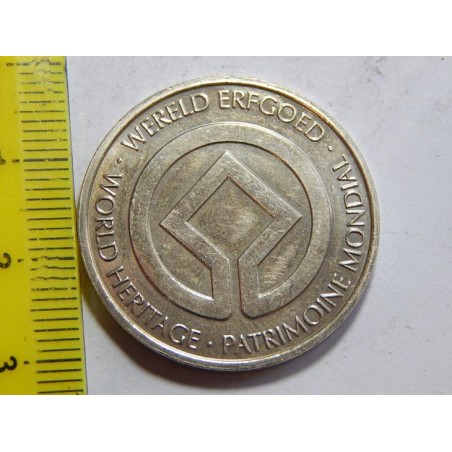 · WERELD ERFGOED · PATRIMOINE MONDIAL · WORLD HERITAGE
1
2
3